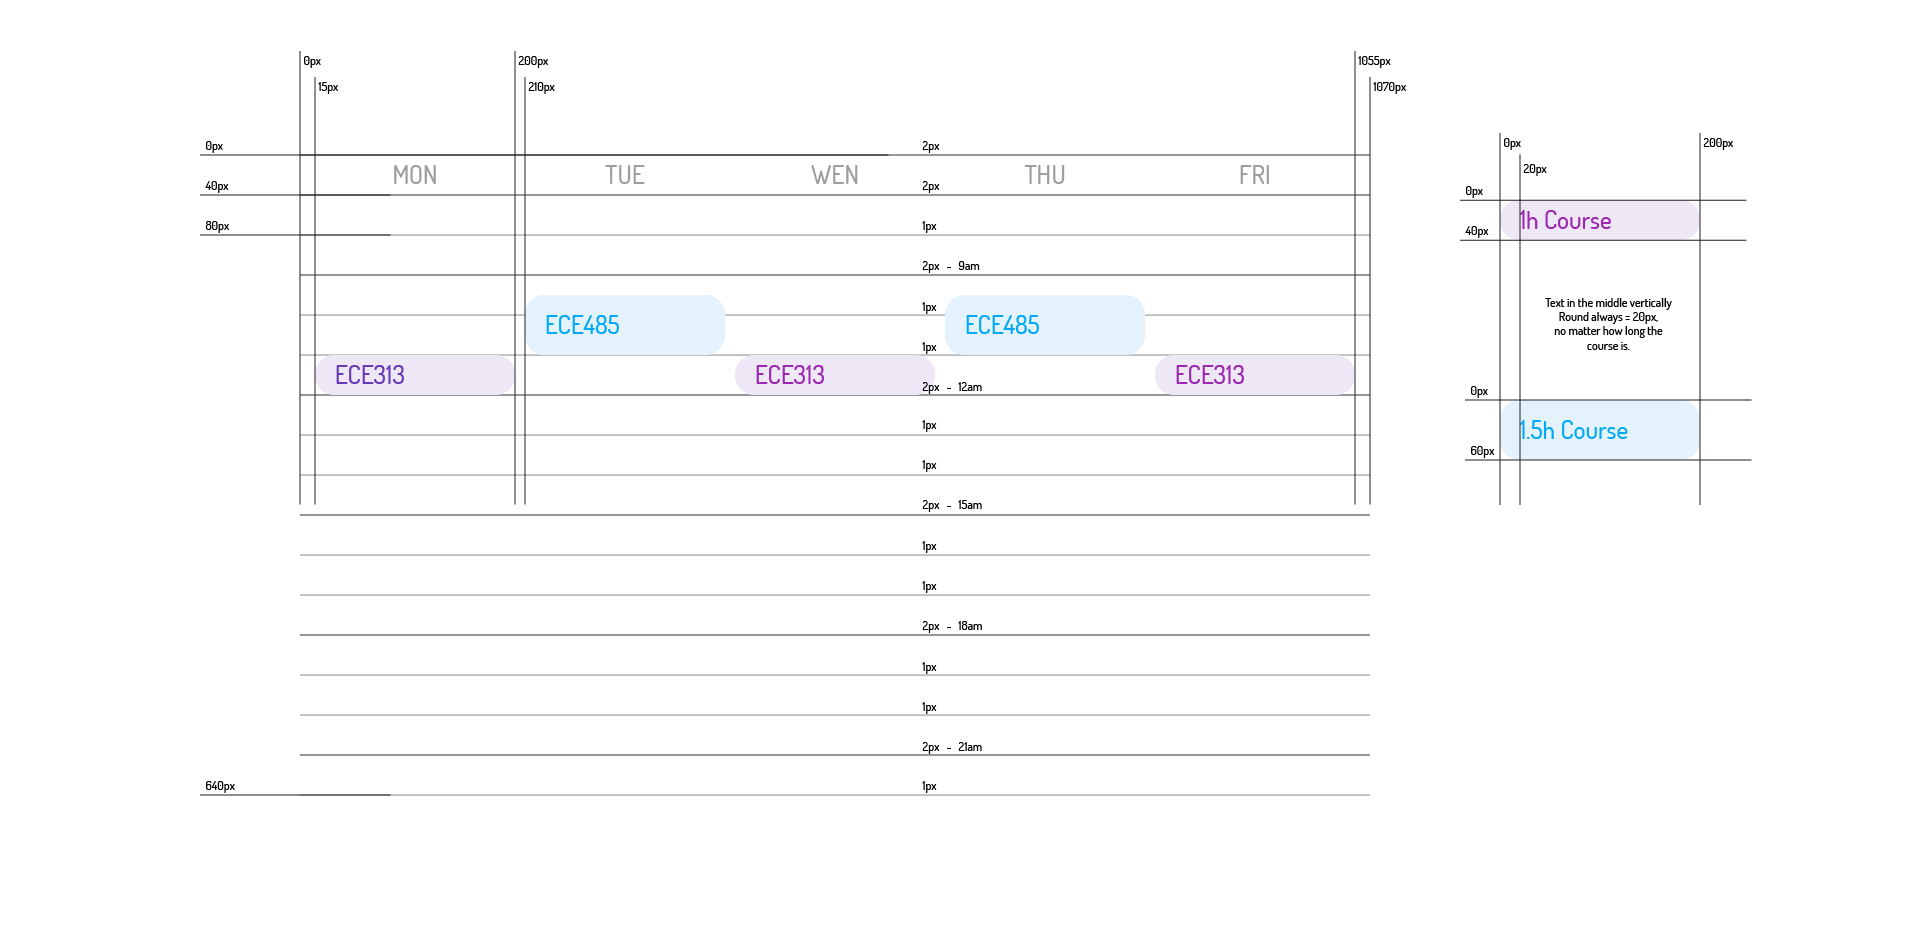 0px
200px
1055px
15px
210px
1070px
0px
2px
MON
TUE
WEN
THU
FRI
40px
2px
80px
1px
2px - 9am
1px
ECE485
ECE485
1px
ECE313
ECE313
ECE313
2px - 12am
1px
1px
2px - 15am
1px
1px
2px - 18am
1px
1px
2px - 21am
640px
1px
0px
200px
20px
0px
1h Course
40px
Text in the middle vertically
Round always = 20px,
no matter how long the
course is.
0px
1.5h Course
60px